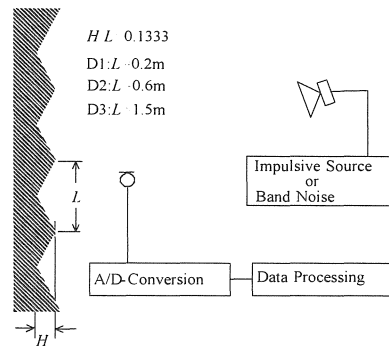 H L 0.1333
D1:L 0.2m
D2:L 0.6m
D3:L 1.5m
L
Impulsive Source
or
Band Noise
A/D-Conversion
Data Processing
H